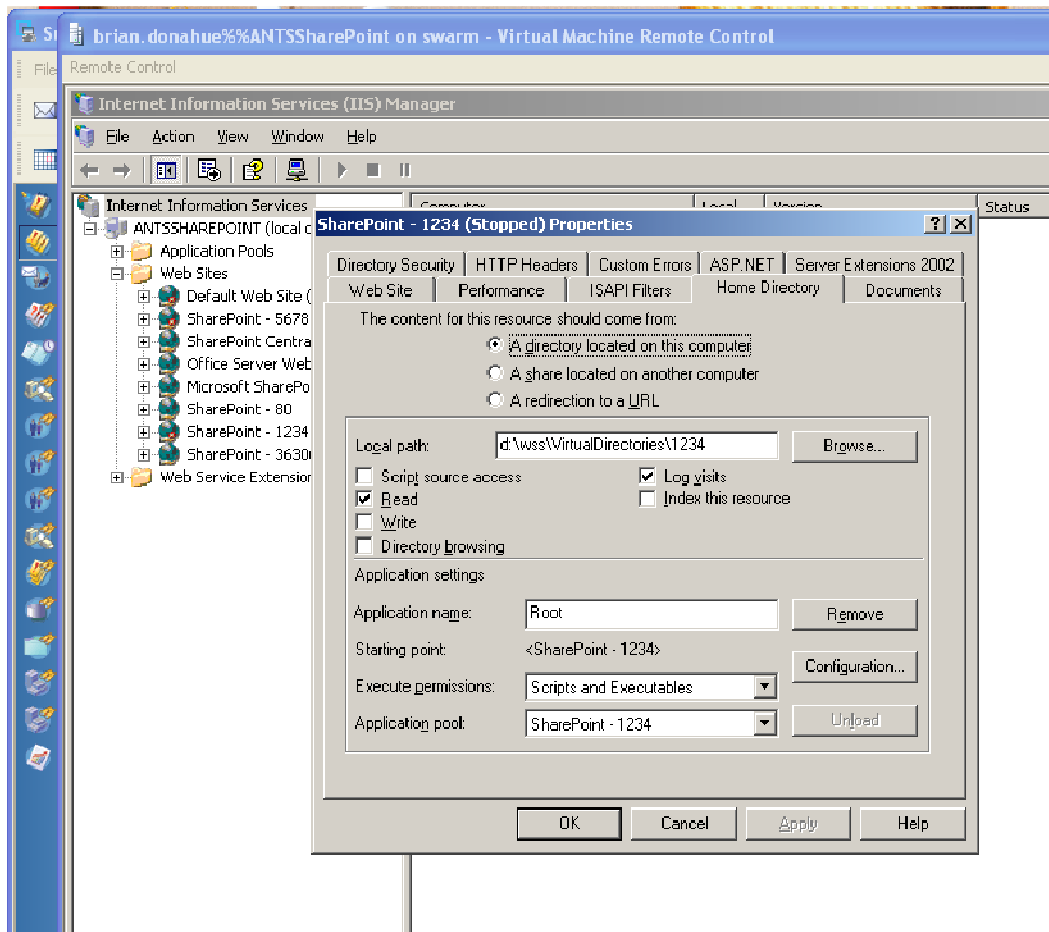 brian.donahue%%ANTSSharePoint on swarm - Virtual Machine Remote Control
File
Remote Control
Internet Information Services (IIS) Manager
File Action View Window Help
Internet Information Services
Computer Local Version Status
ANTSSHAREPOINT (local c
Application Pools
Web Sites
Default Web Site (
SharePoint - 5678
SharePoint Centra
Office Server Web
Microsoft SharePo
SharePoint - 80
SharePoint - 1234
SharePoint - 3630
Web Service Extension
SharePoint - 1234 (Stopped) Properties
Directory Security HTTP Headers Custom Errors ASP.NET Server Extensions 2002
Web Site Performance ISAPI Filters Home Directory Documents
The content for this resource should come from:
A directory located on this computer
A share located on another computer
A redirection to a URL
Local path: d:\wss\VirtualDirectories\1234 Browse...
Script source access Log visits
Read Index this resource
Write
Directory browsing
Application settings
Application name: Root Remove
Starting point: <SharePoint - 1234> Configuration...
Execute permissions: Scripts and Executables
Application pool: SharePoint - 1234 Unload
OK Cancel Apply Help